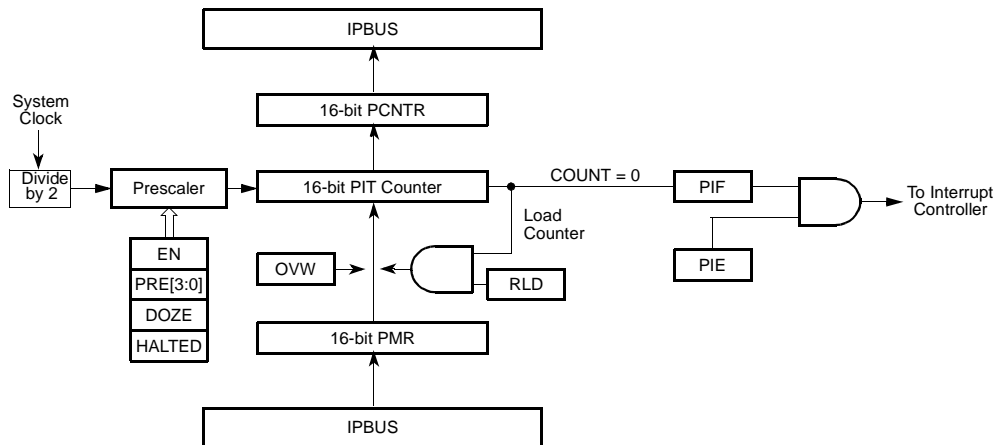 IPBUS
16-bit PCNTR
System
Clock
Divide
by 2
Prescaler
16-bit PIT Counter
COUNT = 0
PIF
To Interrupt
Controller
Load
Counter
EN
PRE[3:0]
DOZE
HALTED
OVW
RLD
PIE
16-bit PMR
IPBUS